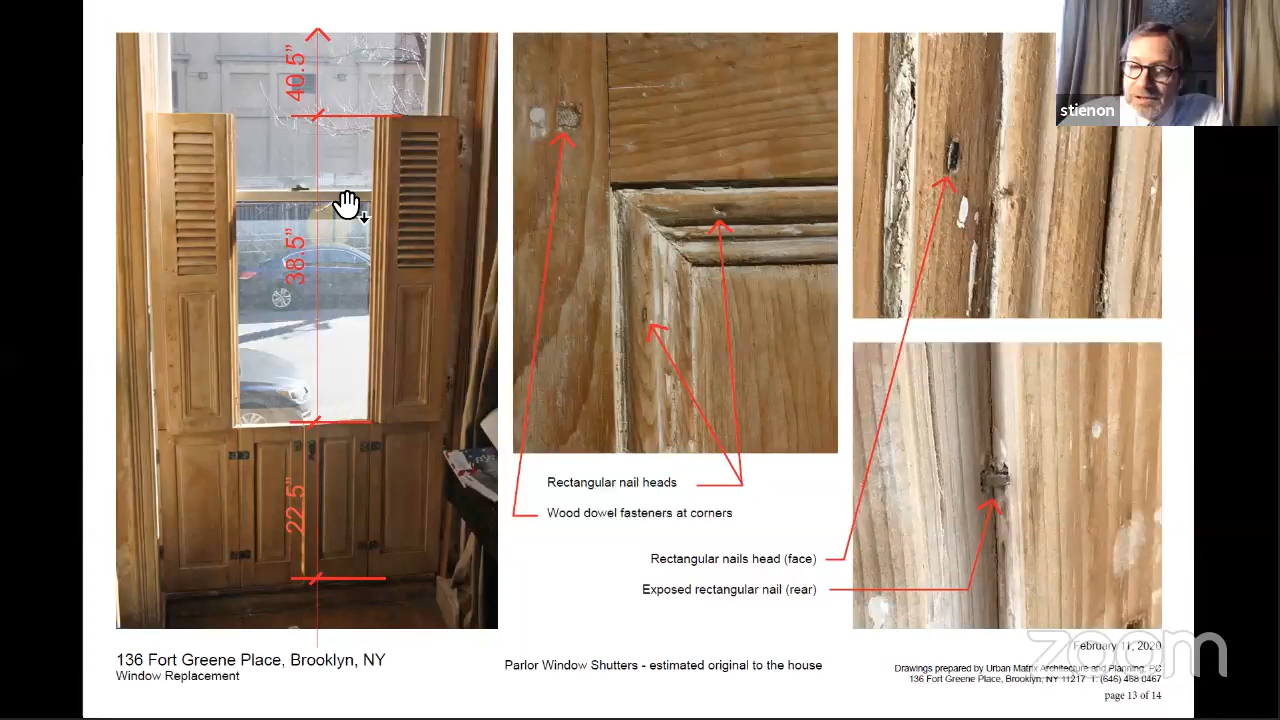 stienon
40.5”
38.5”
22.5”
Rectangular nail heads
Wood dowel fasteners at corners
Rectangular nails head (face)
Exposed rectangular nail (rear)
136 Fort Greene Place, Brooklyn, NY
Window Replacement
Parlor Window Shutters - estimated original to the house
February 11, 2020
Drawings prepared by Urban Matrix Architecture and Planning, PC
136 Fort Greene Place, Brooklyn, NY 11217 T: (646) 468 0467
page 13 of 14
zoom